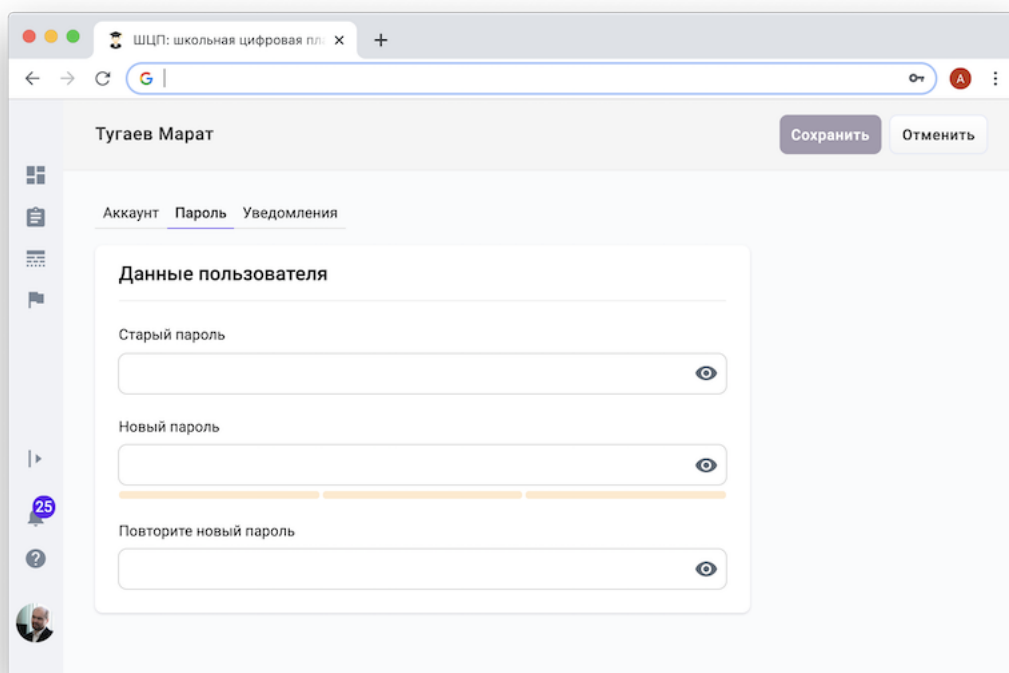 ШЦП: школьная цифровая пл
A
Тугаев Марат
Сохранить
Отменить
Аккаунт Пароль Уведомления
Данные пользователя
Старый пароль
Новый пароль
25
Повторите новый пароль